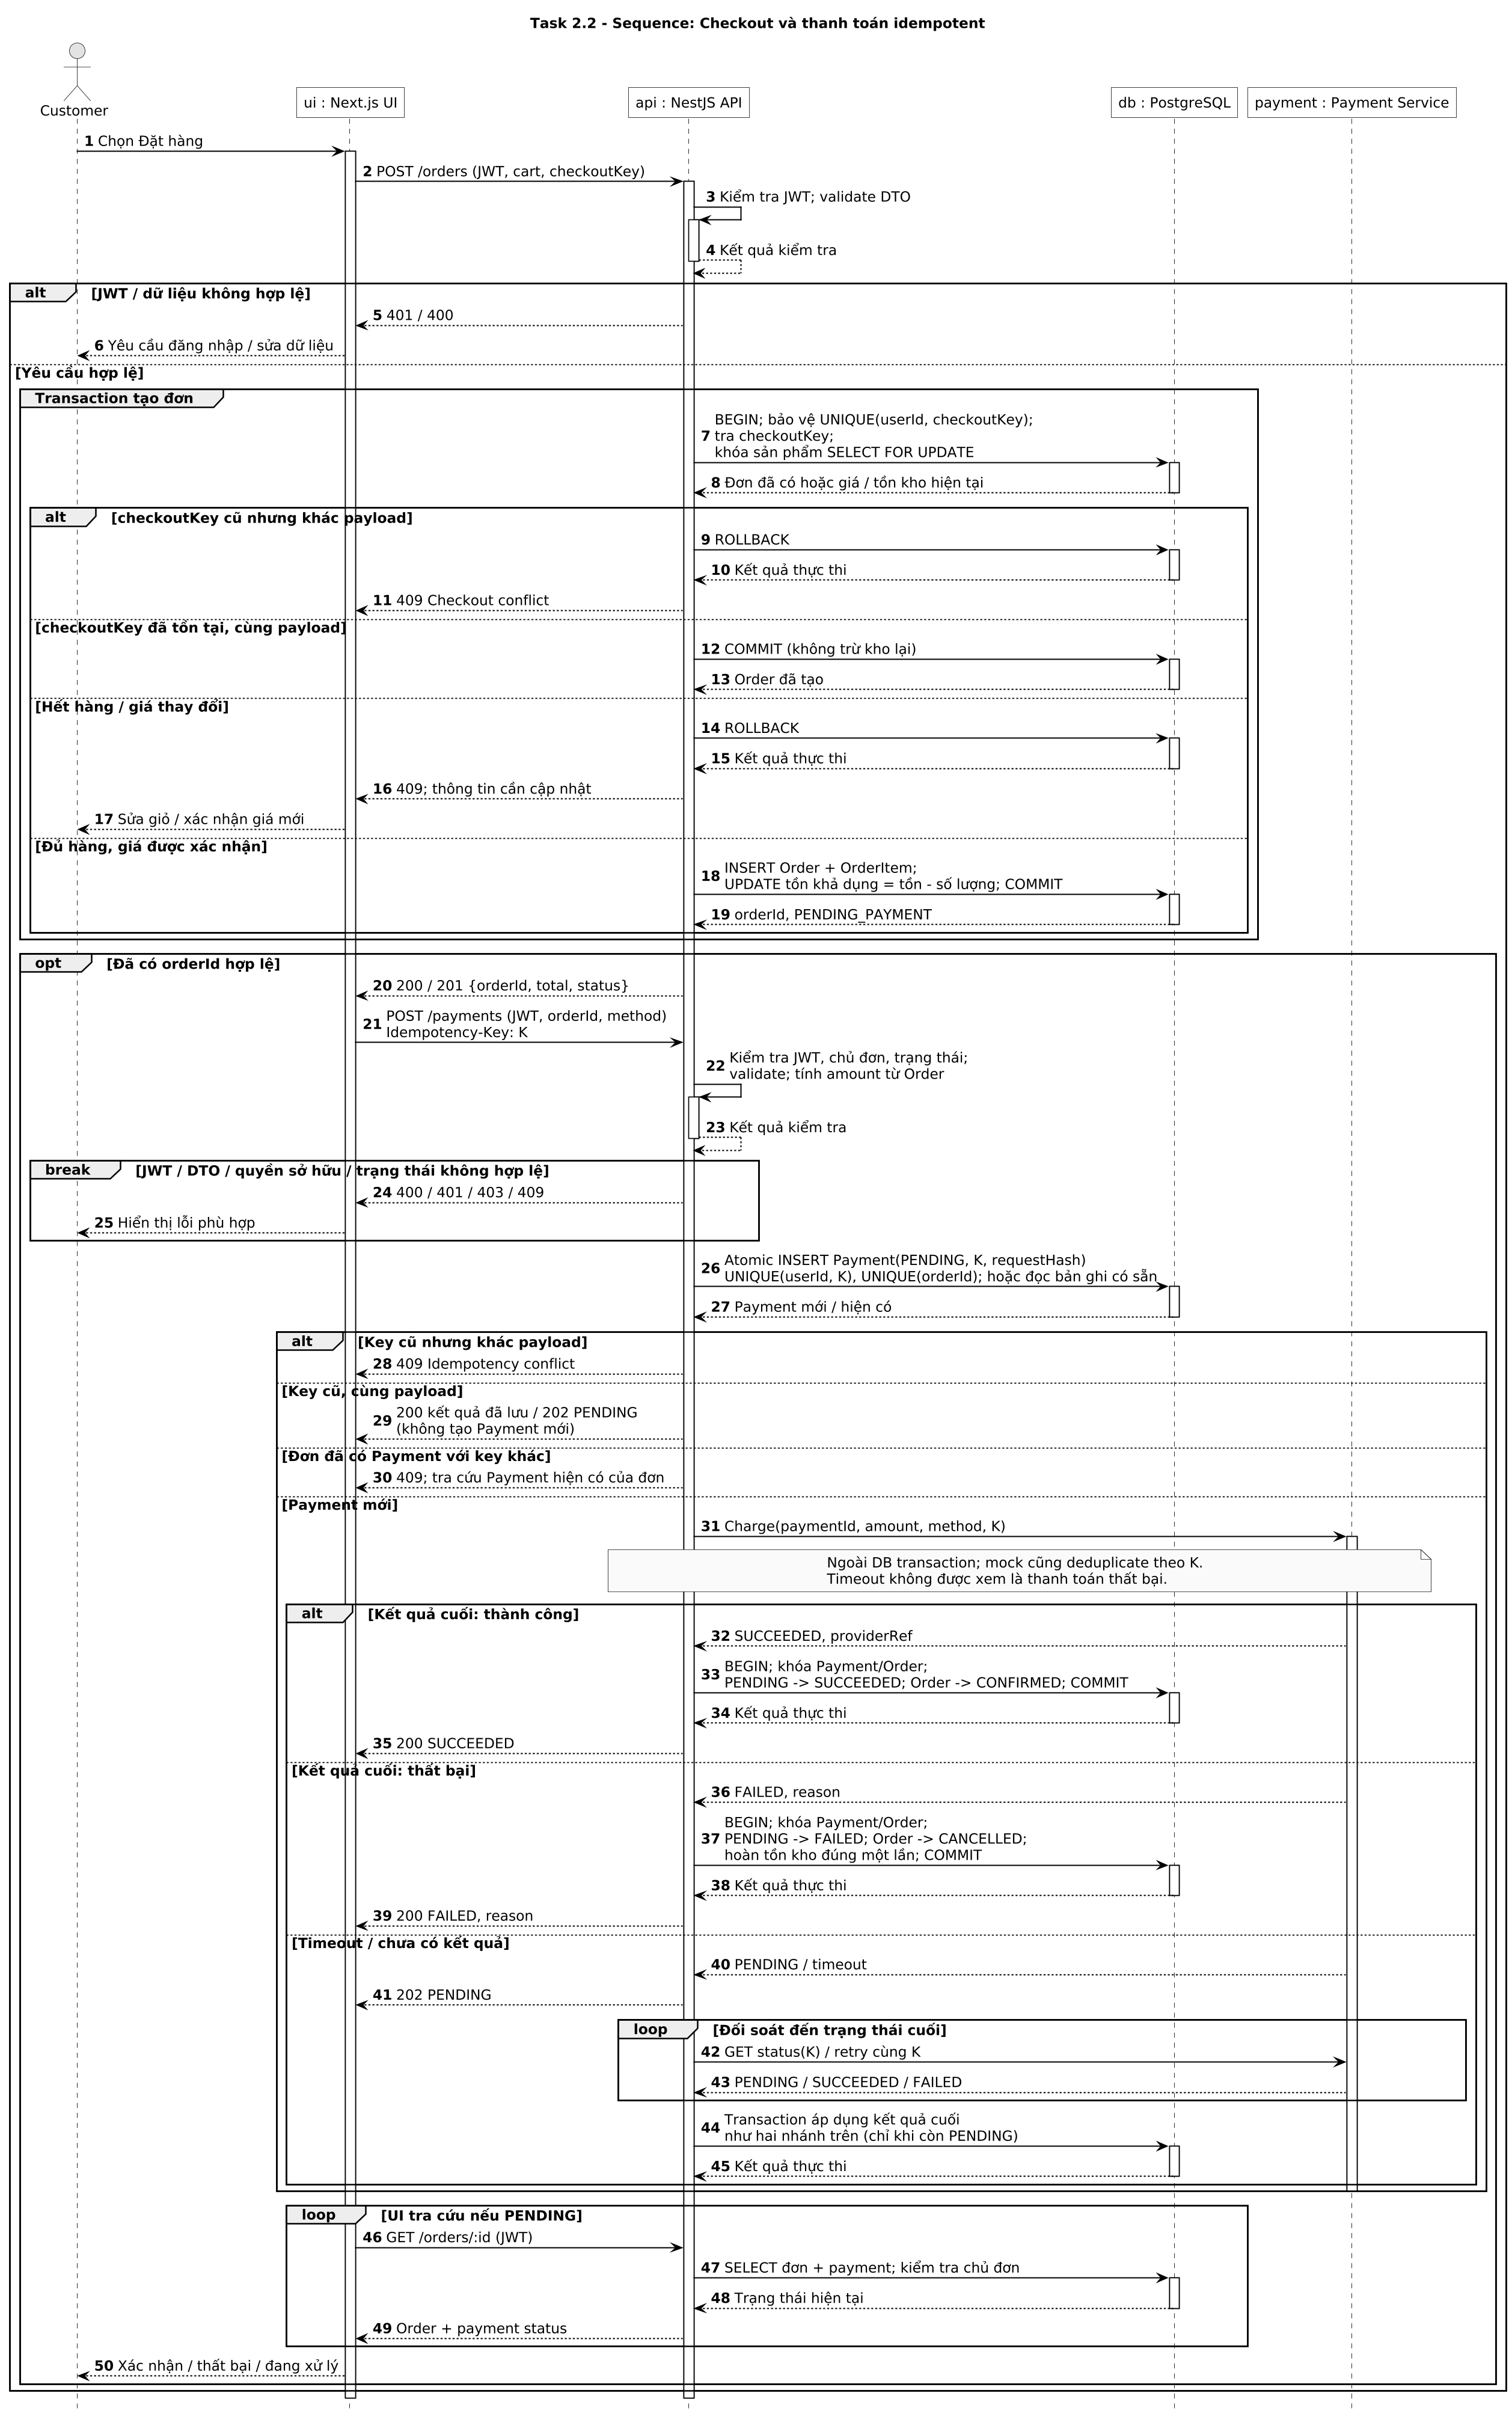 Task 2.2 - Sequence: Checkout và thanh toán idempotent
Customer
ui : Next.js UI
api : NestJS API
db : PostgreSQL
payment : Payment Service
1 Chọn Đặt hàng
2 POST /orders (JWT, cart, checkoutKey)
3 Kiểm tra JWT; validate DTO
4 Kết quả kiểm tra
alt [JWT / dữ liệu không hợp lệ]
5 401 / 400
6 Yêu cầu đăng nhập / sửa dữ liệu
[Yêu cầu hợp lệ]
Transaction tạo đơn
BEGIN; bảo vệ UNIQUE(userId, checkoutKey);
7 tra checkoutKey;
khóa sản phẩm SELECT FOR UPDATE
8 Đơn đã có hoặc giá / tồn kho hiện tại
alt [checkoutKey cũ nhưng khác payload]
9 ROLLBACK
10 Kết quả thực thi
11 409 Checkout conflict
[checkoutKey đã tồn tại, cùng payload]
12 COMMIT (không trừ kho lại)
13 Order đã tạo
[Hết hàng / giá thay đổi]
14 ROLLBACK
15 Kết quả thực thi
16 409; thông tin cần cập nhật
17 Sửa giỏ / xác nhận giá mới
[Đủ hàng, giá được xác nhận]
18 INSERT Order + OrderItem;
UPDATE tồn khả dụng = tồn - số lượng; COMMIT
19 orderId, PENDING_PAYMENT
opt [Đã có orderId hợp lệ]
20 200 / 201 {orderId, total, status}
21 POST /payments (JWT, orderId, method)
Idempotency-Key: K
22 Kiểm tra JWT, chủ đơn, trạng thái;
validate; tính amount từ Order
23 Kết quả kiểm tra
break [JWT / DTO / quyền sở hữu / trạng thái không hợp lệ]
24 400 / 401 / 403 / 409
25 Hiển thị lỗi phù hợp
26 Atomic INSERT Payment(PENDING, K, requestHash)
UNIQUE(userId, K), UNIQUE(orderId); hoặc đọc bản ghi có sẵn
27 Payment mới / hiện có
alt [Key cũ nhưng khác payload]
28 409 Idempotency conflict
[Key cũ, cùng payload]
29 200 kết quả đã lưu / 202 PENDING
(không tạo Payment mới)
[Đơn đã có Payment với key khác]
30 409; tra cứu Payment hiện có của đơn
[Payment mới]
31 Charge(paymentId, amount, method, K)
Ngoài DB transaction; mock cũng deduplicate theo K.
Timeout không được xem là thanh toán thất bại.
alt [Kết quả cuối: thành công]
32 SUCCEEDED, providerRef
33 BEGIN; khóa Payment/Order;
PENDING -> SUCCEEDED; Order -> CONFIRMED; COMMIT
34 Kết quả thực thi
35 200 SUCCEEDED
[Kết quả cuối: thất bại]
36 FAILED, reason
BEGIN; khóa Payment/Order;
37 PENDING -> FAILED; Order -> CANCELLED;
hoàn tồn kho đúng một lần; COMMIT
38 Kết quả thực thi
39 200 FAILED, reason
[Timeout / chưa có kết quả]
40 PENDING / timeout
41 202 PENDING
loop [Đối soát đến trạng thái cuối]
42 GET status(K) / retry cùng K
43 PENDING / SUCCEEDED / FAILED
44 Transaction áp dụng kết quả cuối
như hai nhánh trên (chỉ khi còn PENDING)
45 Kết quả thực thi
loop [UI tra cứu nếu PENDING]
46 GET /orders/:id (JWT)
47 SELECT đơn + payment; kiểm tra chủ đơn
48 Trạng thái hiện tại
49 Order + payment status
50 Xác nhận / thất bại / đang xử lý